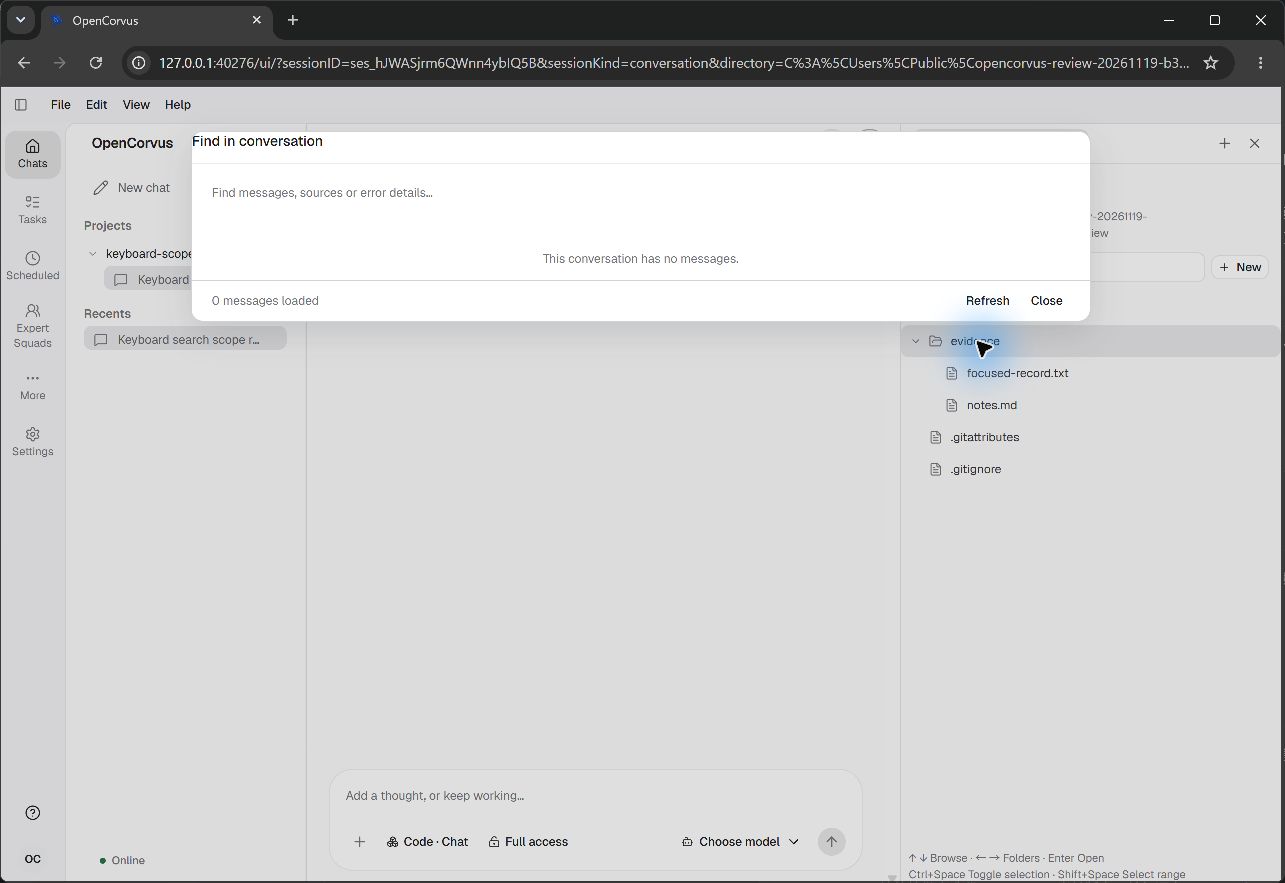 OpenCorvus
127.0.0.1:40276/ui/?sessionID=ses_hJWASjrm6QWnn4ybIQ5B&sessionKind=conversation&directory=C%3A%5CUsers%5CPublic%5Copencorvus-review-20261119-b3...
File Edit View Help
Chats
Tasks
Scheduled
Expert
Squads
More
Settings
OC
OpenCorvus
New chat
Projects
keyboard-scope
Keyboard
Recents
Keyboard search scope r...
Online
Find in conversation
Find messages, sources or error details...
This conversation has no messages.
0 messages loaded
Refresh Close
-20261119-
iew
New
evidence
focused-record.txt
notes.md
.gitattributes
.gitignore
Add a thought, or keep working...
Code · Chat Full access Choose model
↑ ↓ Browse · ← → Folders · Enter Open
Ctrl+Space Toggle selection · Shift+Space Select range